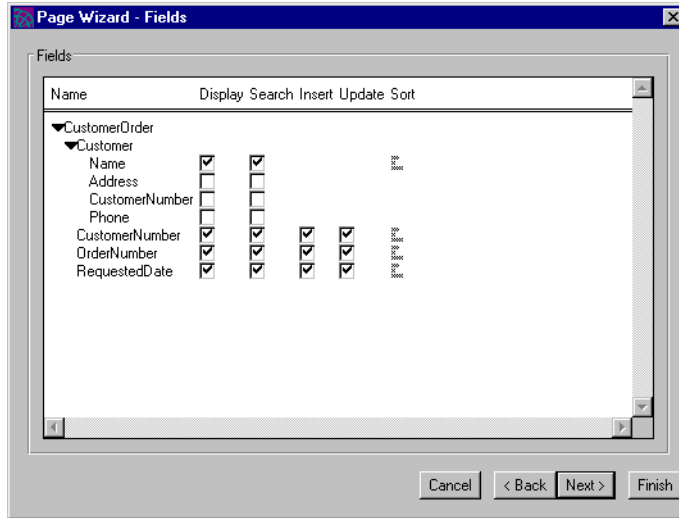 Page Wizard - Fields
Fields
Name Display Search Insert Update Sort
CustomerOrder
Customer
Name
Address
CustomerNumber
Phone
CustomerNumber
OrderNumber
RequestedDate
Cancel < Back Next > Finish